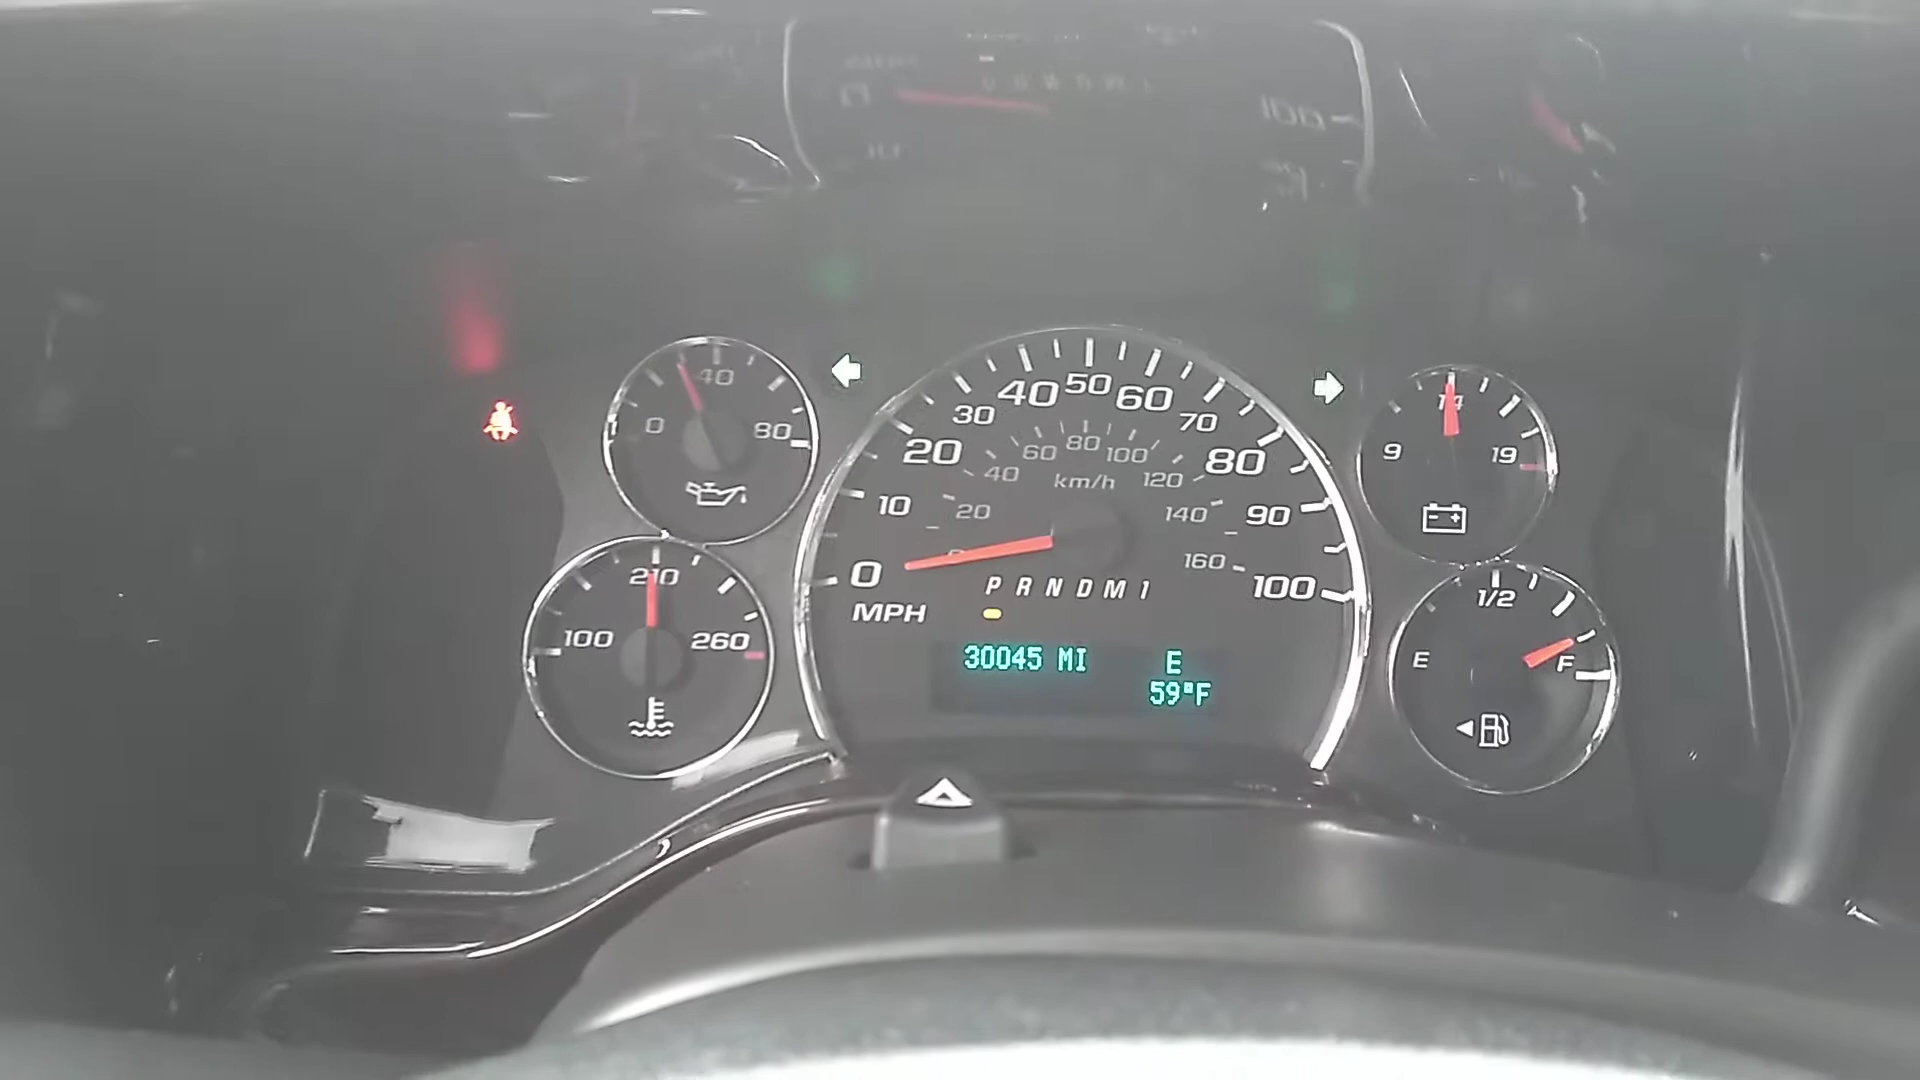 0 40 80
100 210 260
0 10 20 30 40 50 60 70 80 90 100
20 40 60 80 100 120 140 160
km/h
MPH
P R N D M 1
30045 MI E
59°F
9 14 19
E 1/2 F